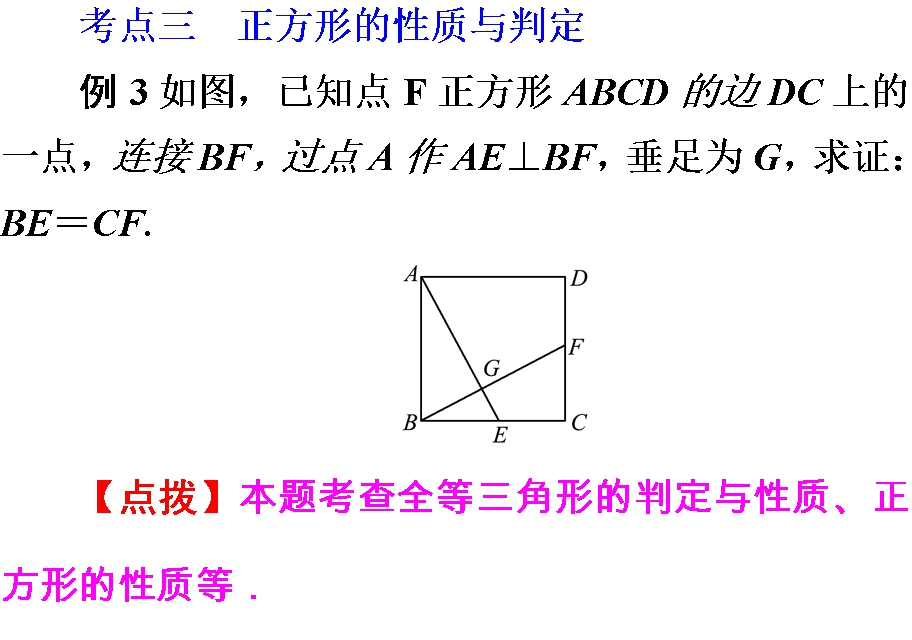 考点三　正方形的性质与判定
例 3 如图，已知点 F 正方形 ABCD 的边 DC 上的
一点，连接 BF，过点 A 作 AE⊥BF，垂足为 G，求证：
BE＝CF.
A
D
F
G
B
E
C
【点拨】本题考查全等三角形的判定与性质、正
方形的性质等．